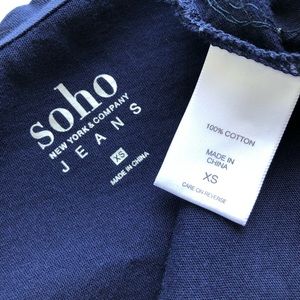 soho
NEW YORK & COMPANY
JEANS
XS
MADE IN CHINA
100% COTTON
MADE IN
CHINA
XS
CARE ON REVERSE